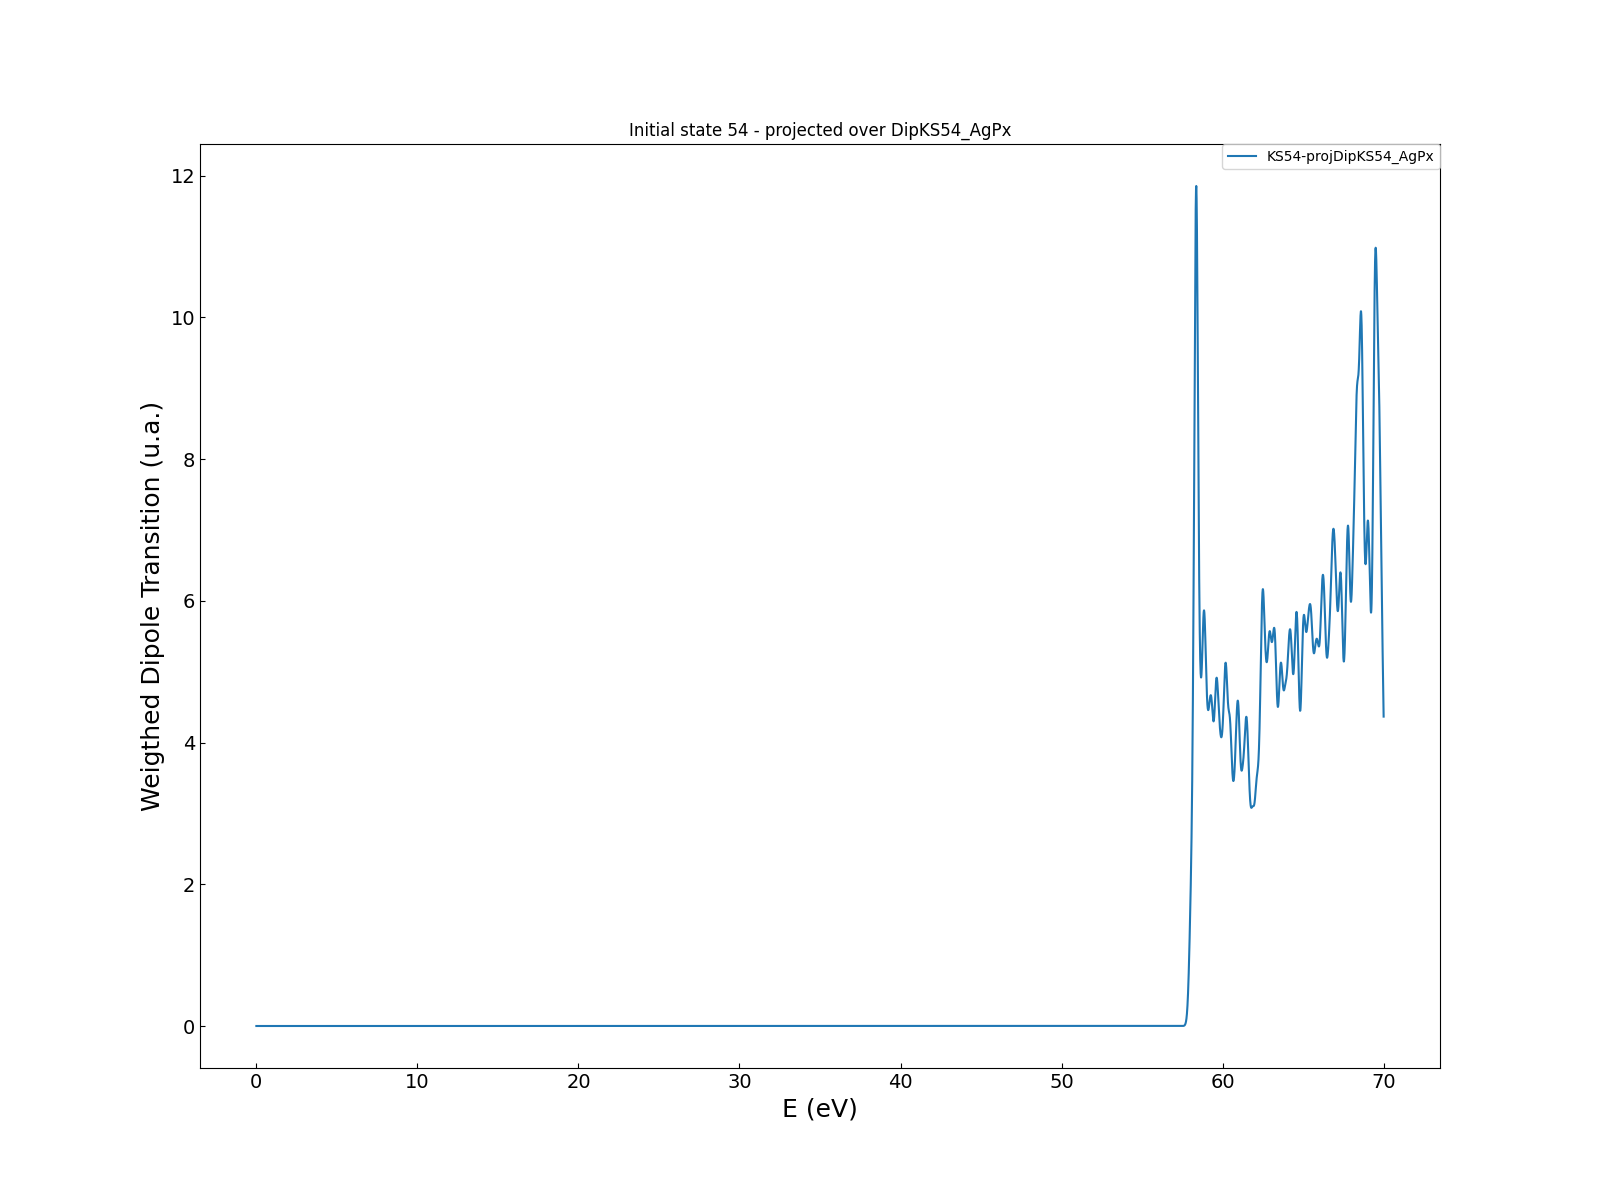 Initial state 54 - projected over DipKS54_AgPx
KS54-projDipKS54_AgPx
12
10
8
6
4
2
0
Weigthed Dipole Transition (u.a.)
0 10 20 30 40 50 60 70
E (eV)